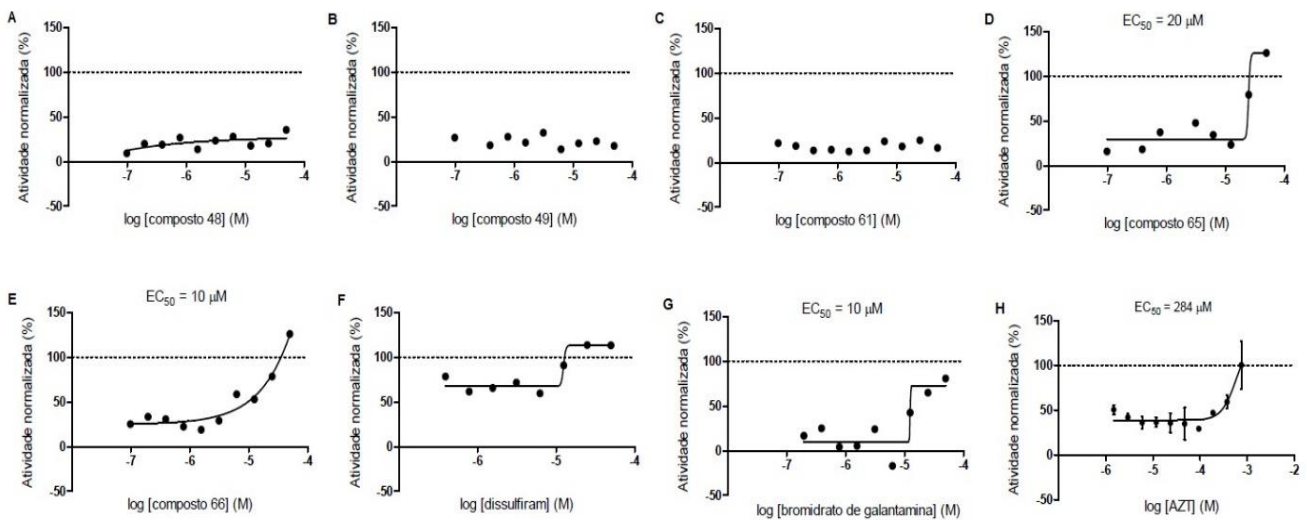 A
Atividade normalizada (%)
150
100
50
0
-50
-7
-6
-5
-4
log [composto 48] (M)
B
Atividade normalizada (%)
150
100
50
0
-50
-7
-6
-5
-4
log [composto 49] (M)
C
Atividade normalizada (%)
150
100
50
0
-50
-7
-6
-5
-4
log [composto 61] (M)
D
EC50 = 20 µM
Atividade normalizada (%)
150
100
50
0
-50
-7
-6
-5
-4
log [composto 65] (M)
E
EC50 = 10 µM
Atividade normalizada (%)
150
100
50
0
-50
-7
-6
-5
-4
log [composto 66] (M)
F
Atividade normalizada (%)
150
100
50
0
-50
-6
-5
-4
log [dissulfiram] (M)
G
EC50 = 10 µM
Atividade normalizada (%)
150
100
50
0
-50
-7
-6
-5
-4
log [bromidrato de galantamina] (M)
H
EC50 = 284 µM
Atividade normalizada (%)
150
100
50
0
-50
-6
-5
-4
-3
-2
log [AZT] (M)